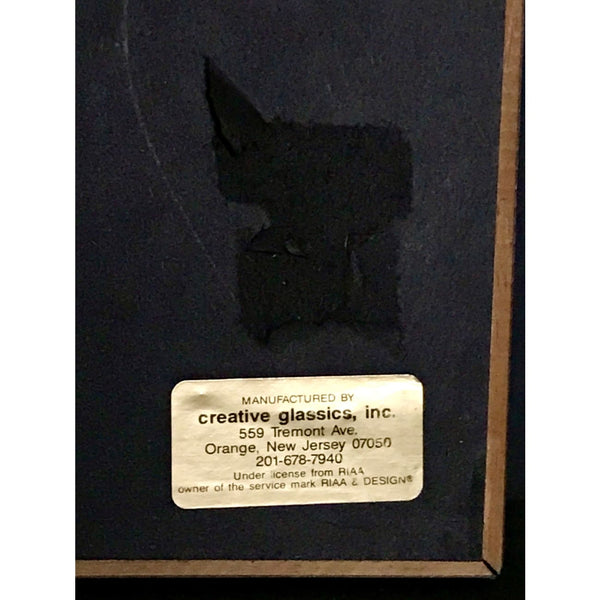 MANUFACTURED BY
creative glassics, inc.
559 Tremont Ave.
Orange, New Jersey 07050
201-678-7940
Under license from RIAA
owner of the service mark RIAA & DESIGN®